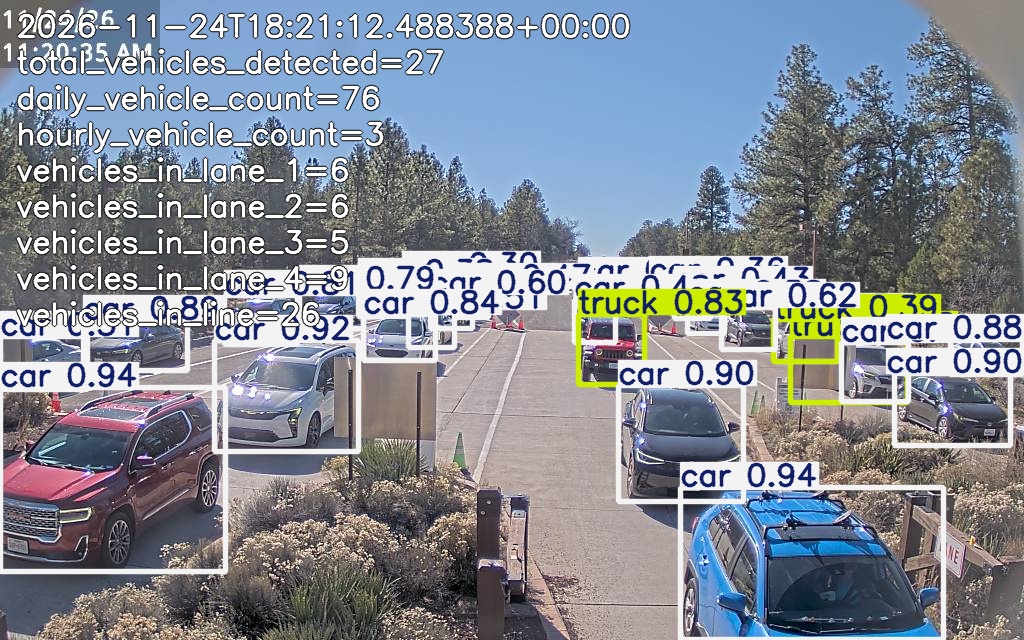 2026-11-24T18:21:12.488388+00:00
11:20:35 AM
total_vehicles_detected=27
daily_vehicle_count=76
hourly_vehicle_count=3
vehicles_in_lane_1=6
vehicles_in_lane_2=6
vehicles_in_lane_3=5
vehicles_in_lane_4=9
vehicles_in_line=26
0.79
car 0.60
car 0.84
car 0.92
car 0.94
truck 0.83
0.62
0.39
car 0.88
car 0.90
car 0.90
car 0.94